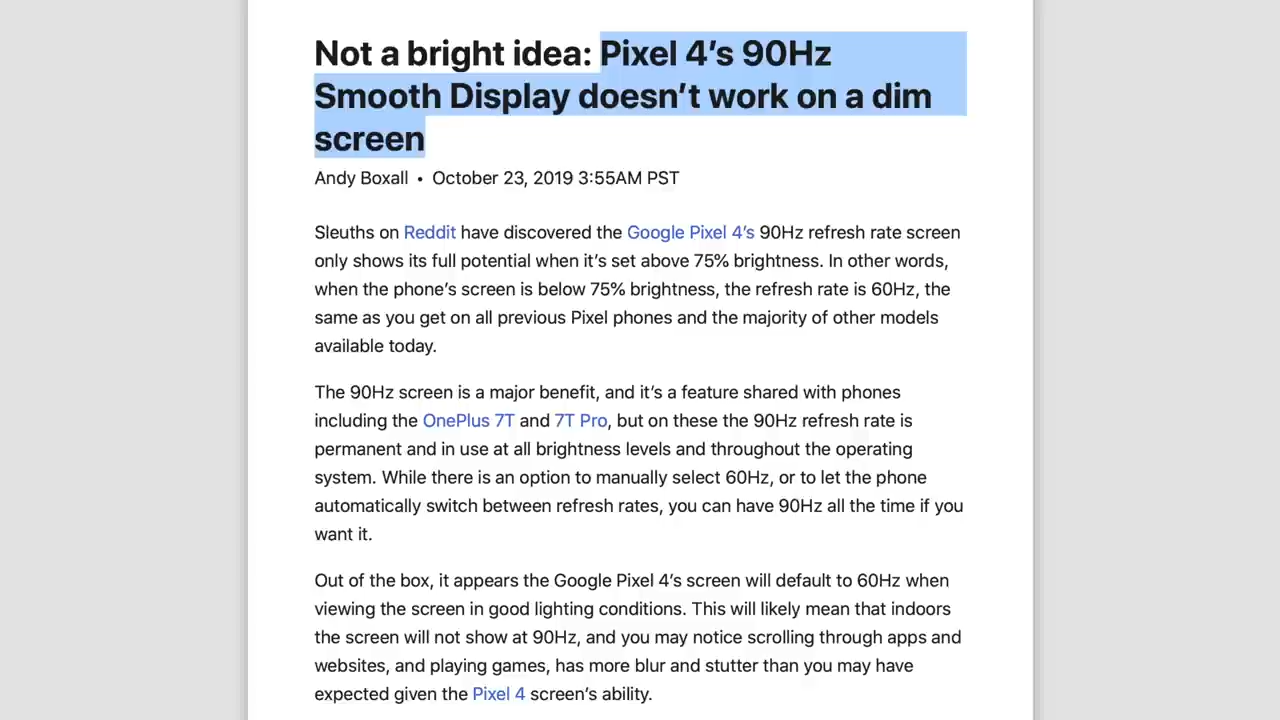 Not a bright idea: Pixel 4’s 90Hz
Smooth Display doesn’t work on a dim
screen
Andy Boxall • October 23, 2019 3:55AM PST
Sleuths on Reddit have discovered the Google Pixel 4’s 90Hz refresh rate screen
only shows its full potential when it’s set above 75% brightness. In other words,
when the phone’s screen is below 75% brightness, the refresh rate is 60Hz, the
same as you get on all previous Pixel phones and the majority of other models
available today.
The 90Hz screen is a major benefit, and it’s a feature shared with phones
including the OnePlus 7T and 7T Pro, but on these the 90Hz refresh rate is
permanent and in use at all brightness levels and throughout the operating
system. While there is an option to manually select 60Hz, or to let the phone
automatically switch between refresh rates, you can have 90Hz all the time if you
want it.
Out of the box, it appears the Google Pixel 4’s screen will default to 60Hz when
viewing the screen in good lighting conditions. This will likely mean that indoors
the screen will not show at 90Hz, and you may notice scrolling through apps and
websites, and playing games, has more blur and stutter than you may have
expected given the Pixel 4 screen’s ability.